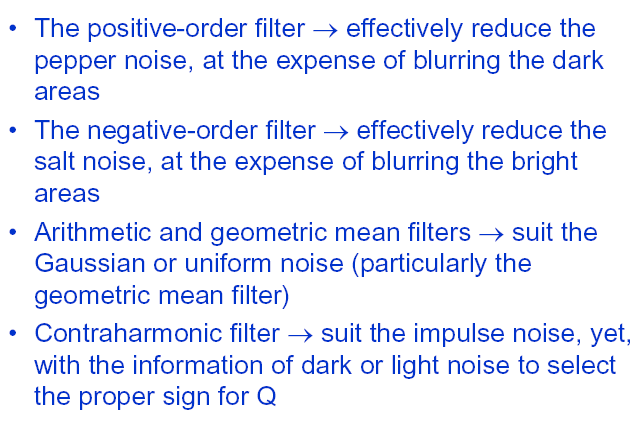 • The positive-order filter → effectively reduce the
pepper noise, at the expense of blurring the dark
areas
• The negative-order filter → effectively reduce the
salt noise, at the expense of blurring the bright
areas
• Arithmetic and geometric mean filters → suit the
Gaussian or uniform noise (particularly the
geometric mean filter)
• Contraharmonic filter → suit the impulse noise, yet,
with the information of dark or light noise to select
the proper sign for Q